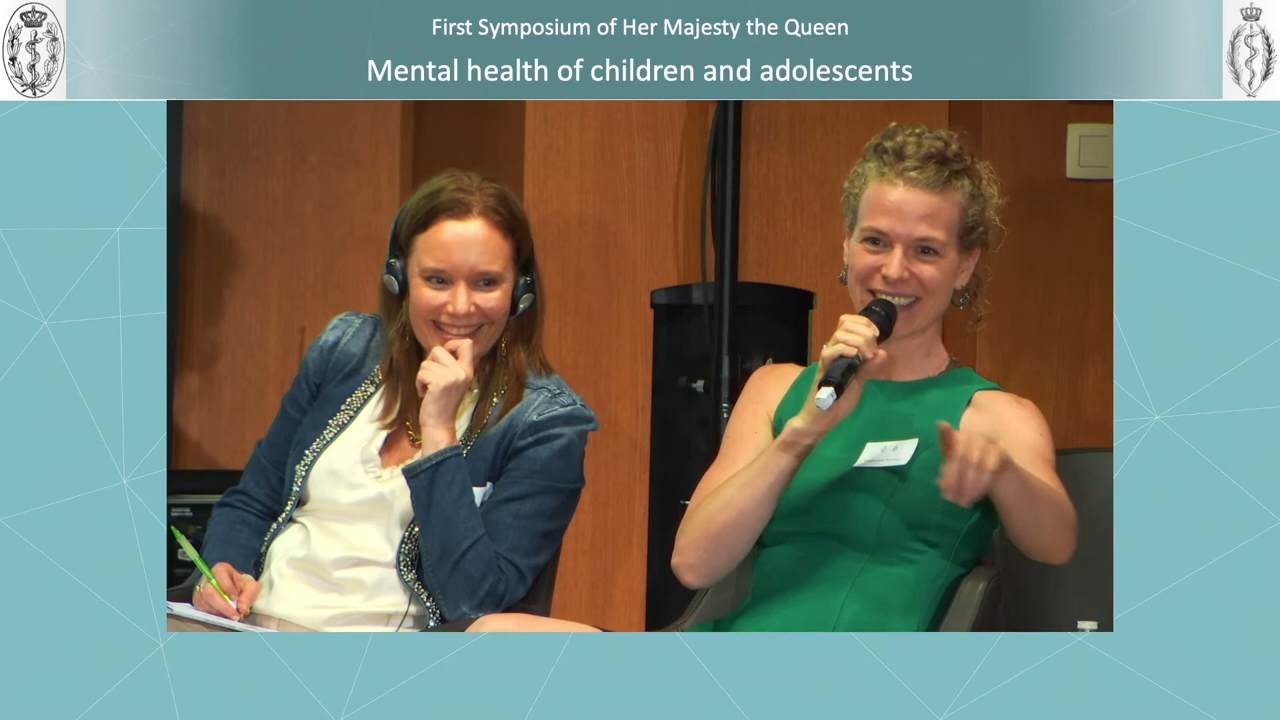 First Symposium of Her Majesty the Queen
Mental health of children and adolescents